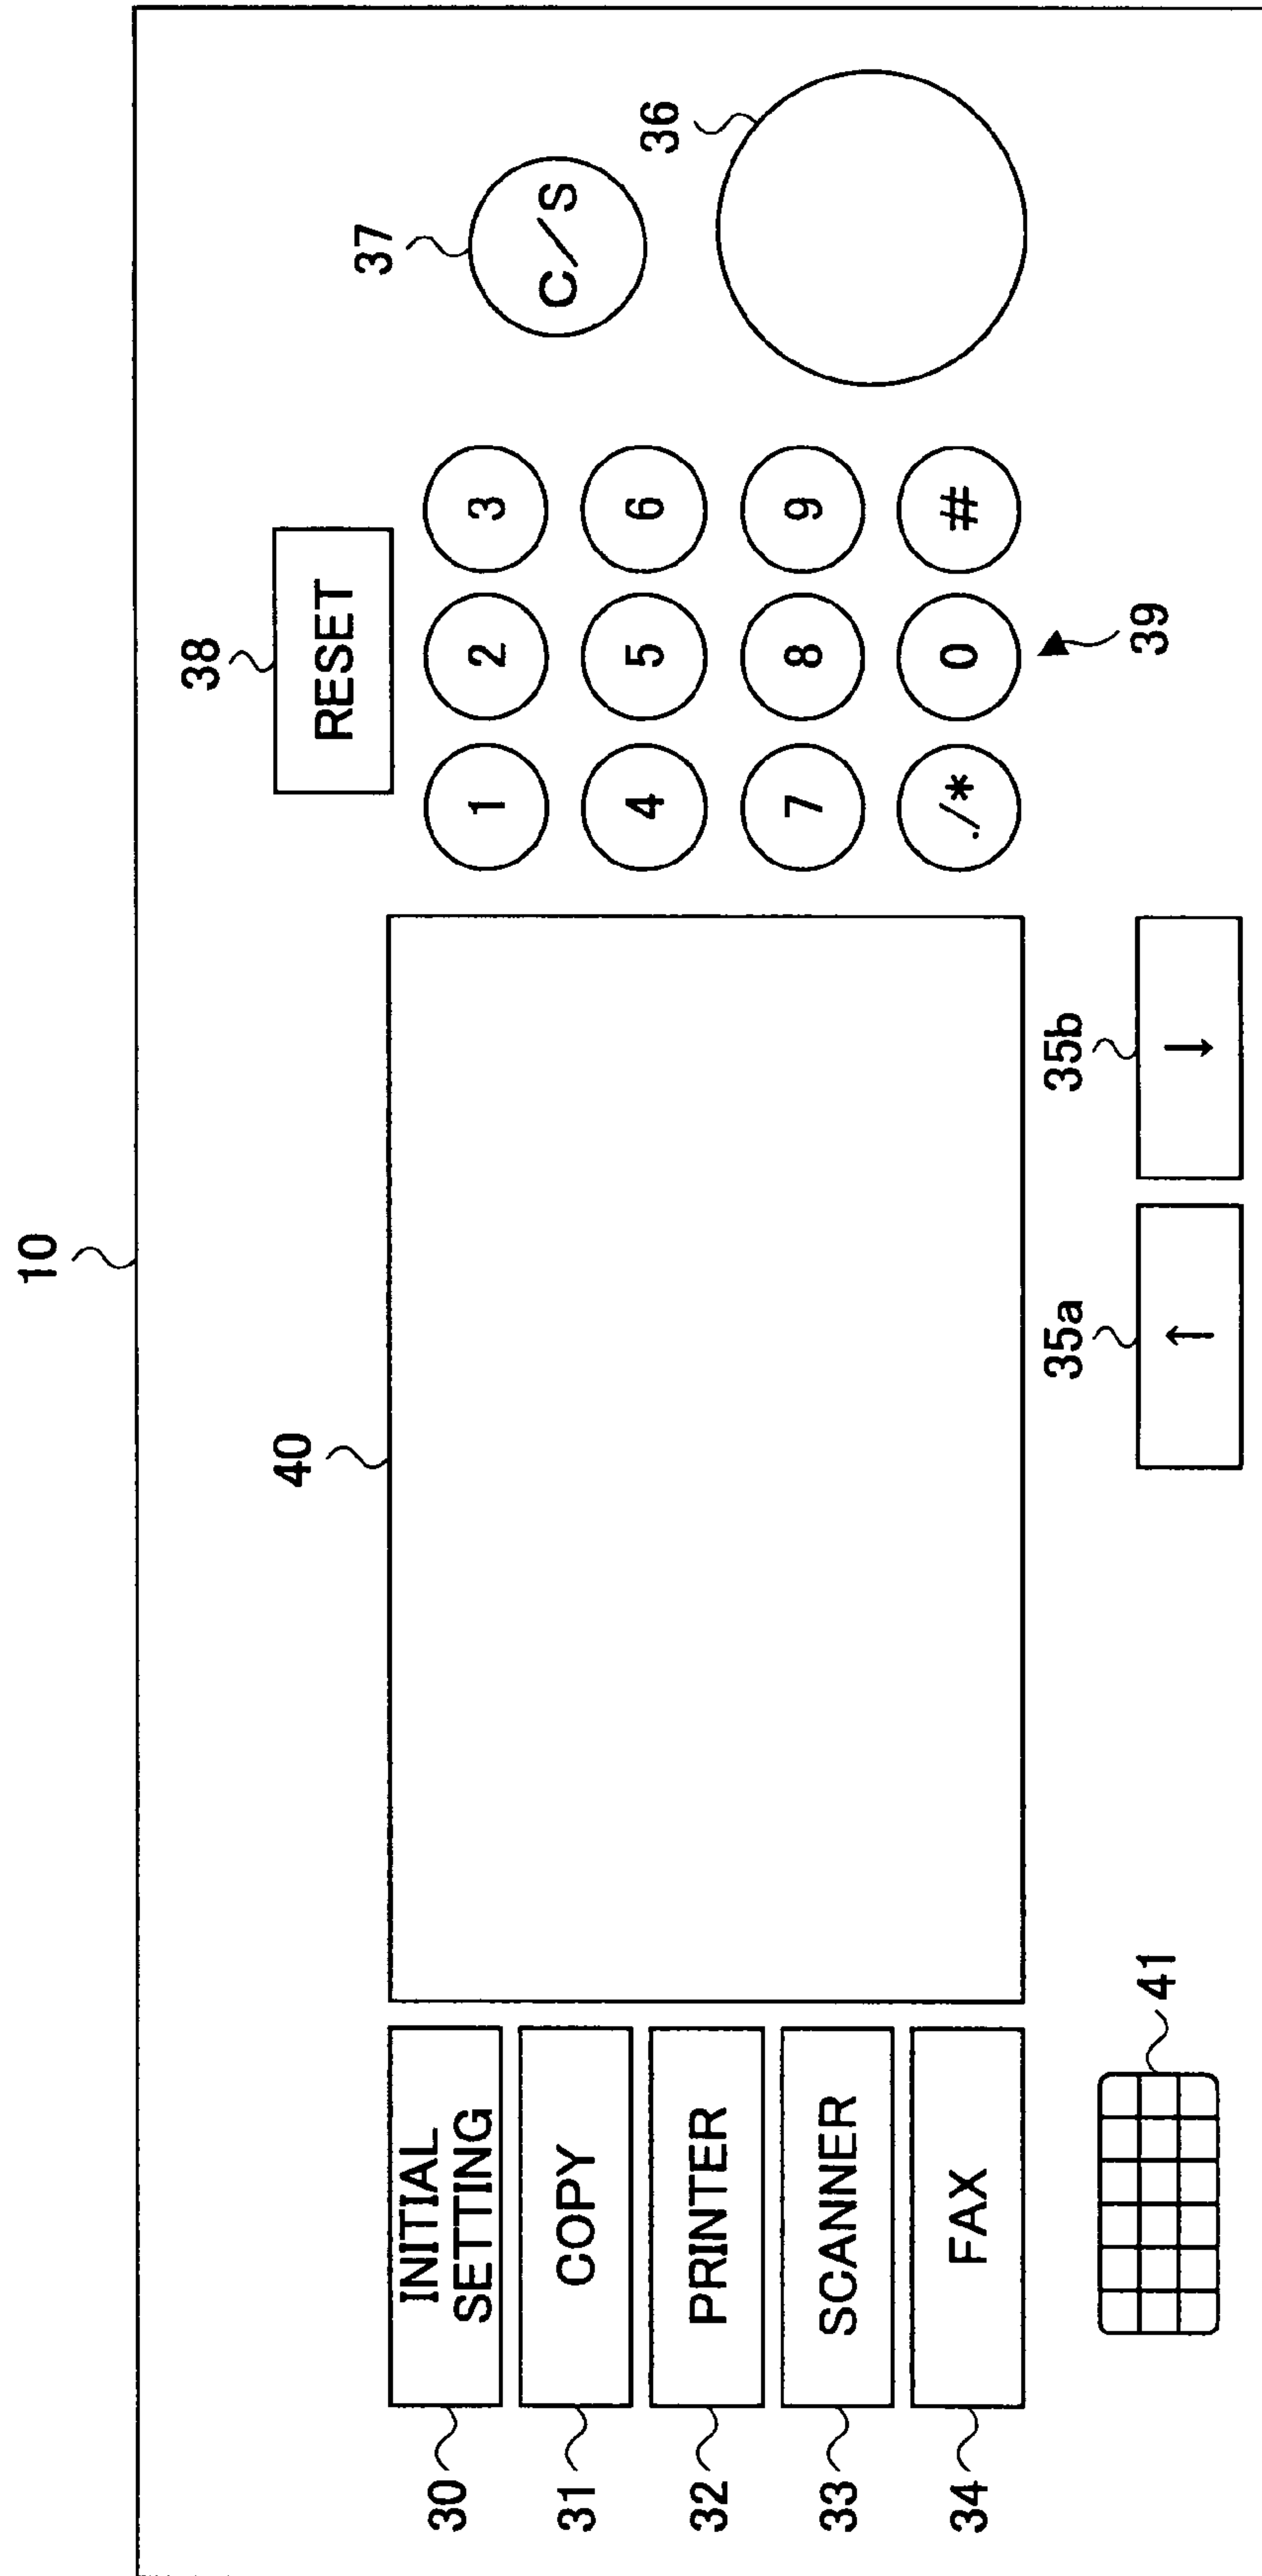 10
38
RESET
37
C/S
36
40
30
INITIAL
SETTING
31
COPY
32
PRINTER
33
SCANNER
34
FAX
1 2 3
4 5 6
7 8 9
./* 0 #
39
35a
↑
35b
↓
41